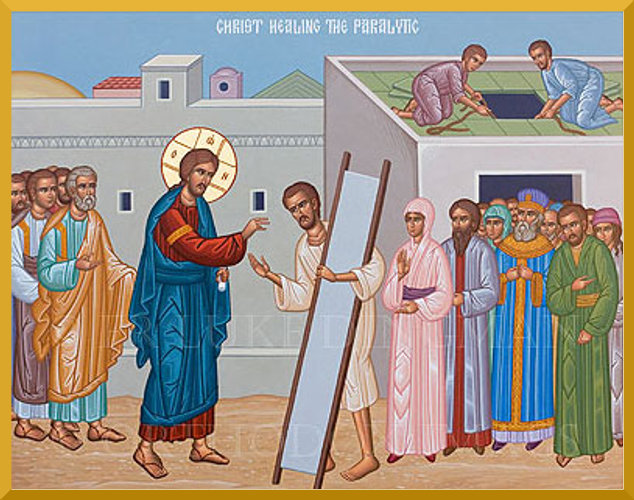 CHRIST HEALING THE PARALYTIC
Ο Ω Ν